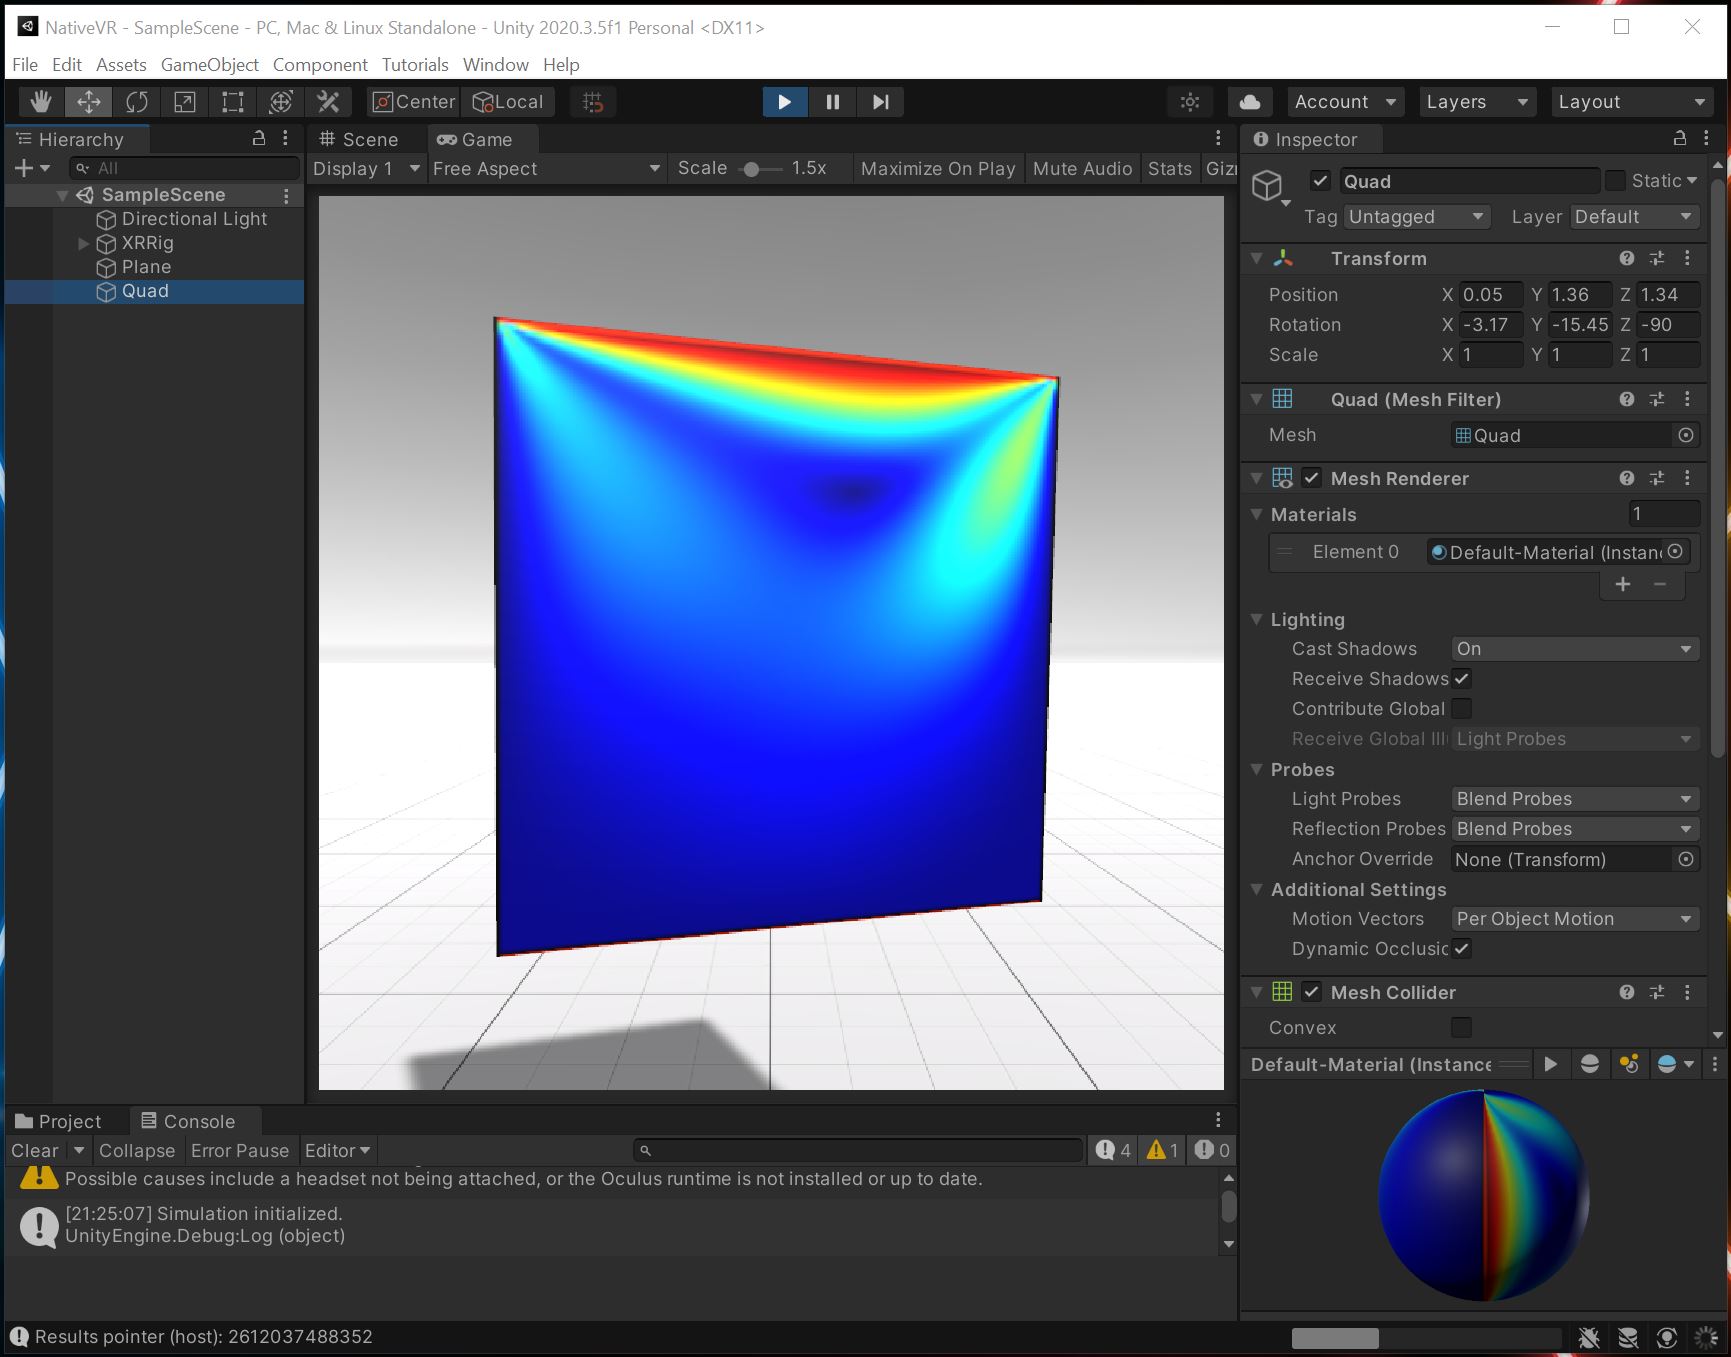 NativeVR - SampleScene - PC, Mac & Linux Standalone - Unity 2020.3.5f1 Personal <DX11>
File Edit Assets GameObject Component Tutorials Window Help
Center Local Account Layers Layout
Hierarchy
All
SampleScene
Directional Light
XRRig
Plane
Quad
Scene Game
Display 1 Free Aspect Scale 1.5x Maximize On Play Mute Audio Stats Giz
Inspector
Quad Static
Tag Untagged Layer Default
Transform
Position X 0.05 Y 1.36 Z 1.34
Rotation X -3.17 Y -15.45 Z -90
Scale X 1 Y 1 Z 1
Quad (Mesh Filter)
Mesh Quad
Mesh Renderer
Materials 1
Element 0 Default-Material (Instan
Lighting
Cast Shadows On
Receive Shadows
Contribute Global
Receive Global Ill Light Probes
Probes
Light Probes Blend Probes
Reflection Probes Blend Probes
Anchor Override None (Transform)
Additional Settings
Motion Vectors Per Object Motion
Dynamic Occlusic
Mesh Collider
Convex
Default-Material (Instance
Project Console
Clear Collapse Error Pause Editor 4 1 0
Possible causes include a headset not being attached, or the Oculus runtime is not installed or up to date.
[21:25:07] Simulation initialized.
UnityEngine.Debug:Log (object)
Results pointer (host): 2612037488352